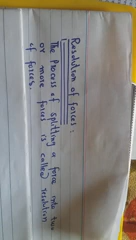 Resolution of forces:
The Process of splitting a force into two
or more forces is called resolution
of forces.